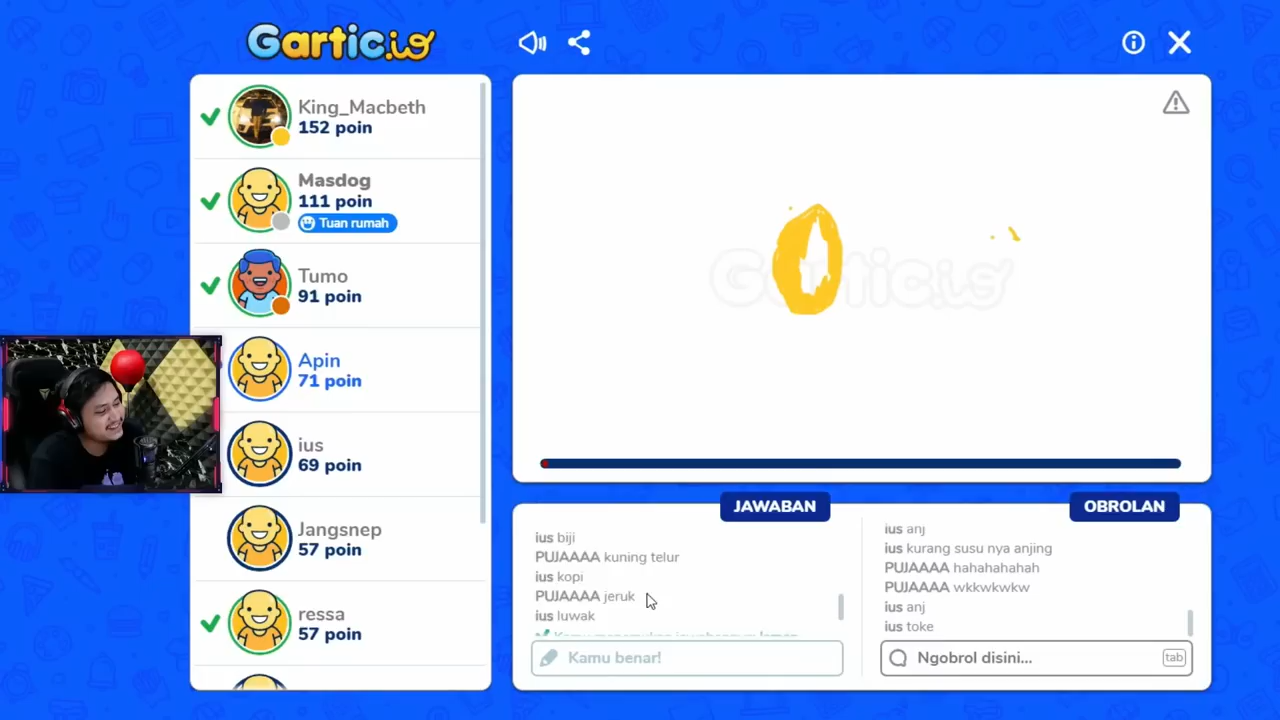 Gartic.io
King_Macbeth
152 poin
Masdog
111 poin
Tuan rumah
Tumo
91 poin
Apin
71 poin
ius
69 poin
Jangsnep
57 poin
ressa
57 poin
Gartic.io
JAWABAN
ius biji
PUJAAAA kuning telur
ius kopi
PUJAAAA jeruk
ius luwak
Kamu benar!
OBROLAN
ius anj
ius kurang susu nya anjing
PUJAAAA hahahahahah
PUJAAAA wkkwkwkw
ius anj
ius toke
Ngobrol disini...
tab